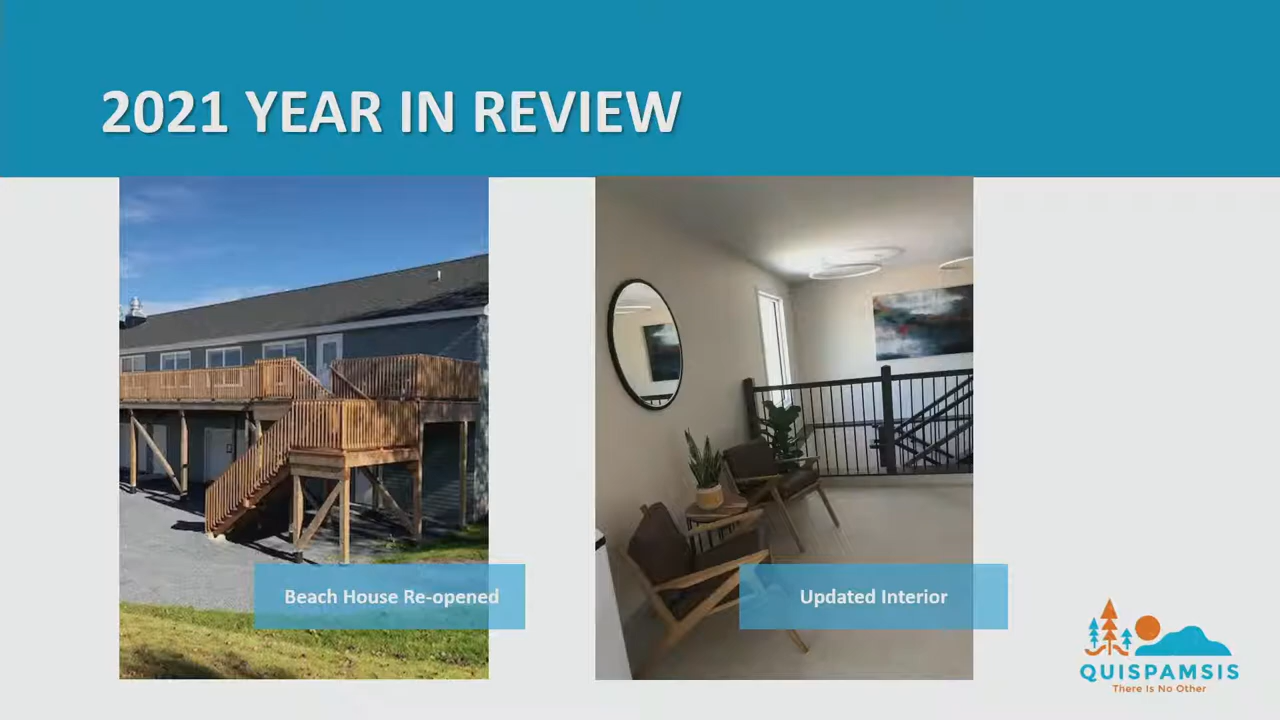 2021 YEAR IN REVIEW
Beach House Re-opened
Updated Interior
QUISPAMSIS
There Is No Other